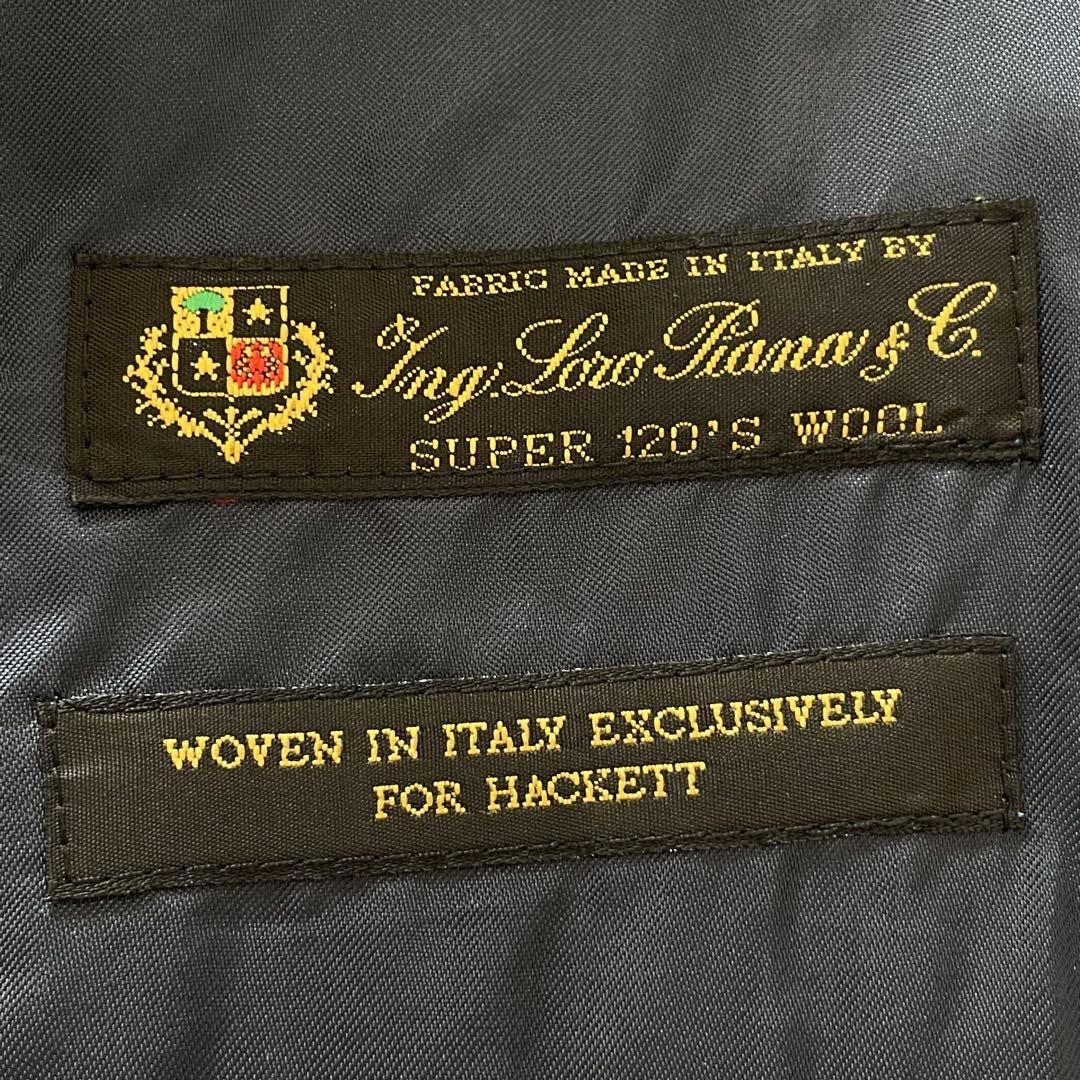 FABRIC MADE IN ITALY BY
Ing. Loro Piana & C.
SUPER 120'S WOOL
WOVEN IN ITALY EXCLUSIVELY
FOR HACKETT